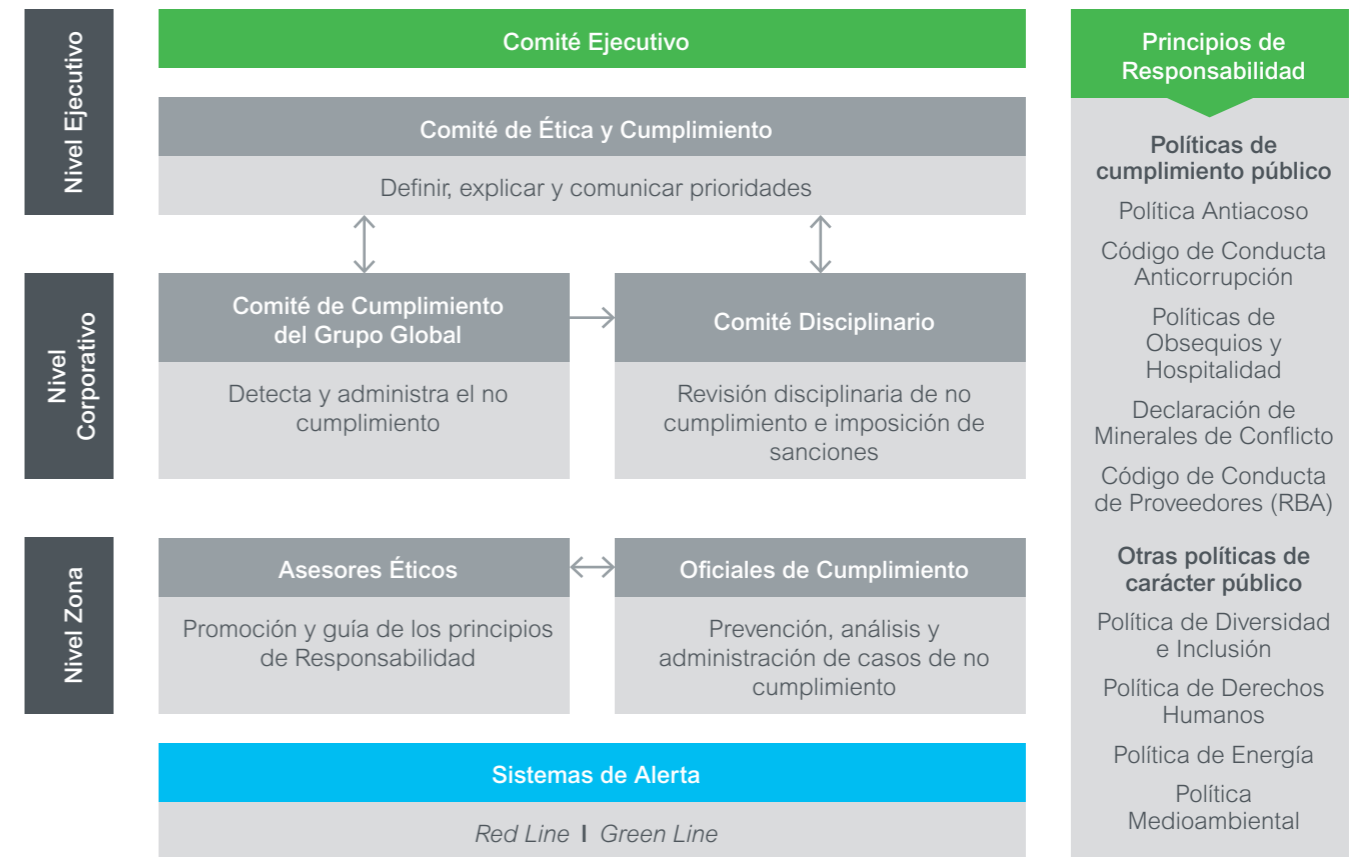 Nivel Ejecutivo
Comité Ejecutivo
Comité de Ética y Cumplimiento
Definir, explicar y comunicar prioridades
Nivel
Corporativo
Comité de Cumplimiento
del Grupo Global
Detecta y administra el no
cumplimiento
Comité Disciplinario
Revisión disciplinaria de no
cumplimiento e imposición de
sanciones
Nivel Zona
Asesores Éticos
Promoción y guía de los principios
de Responsabilidad
Oficiales de Cumplimiento
Prevención, análisis y
administración de casos de no
cumplimiento
Sistemas de Alerta
Red Line I Green Line
Principios de
Responsabilidad
Políticas de
cumplimiento público
Política Antiacoso
Código de Conducta
Anticorrupción
Políticas de
Obsequios y
Hospitalidad
Declaración de
Minerales de Conflicto
Código de Conducta
de Proveedores (RBA)
Otras políticas de
carácter público
Política de Diversidad
e Inclusión
Política de Derechos
Humanos
Política de Energía
Política
Medioambiental